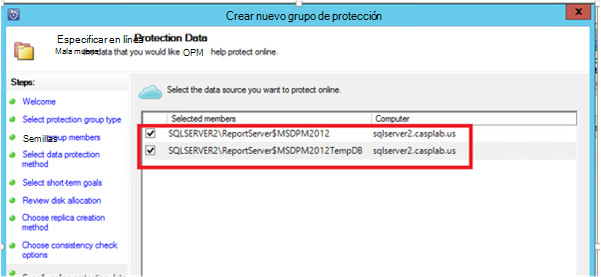 Crear nuevo grupo de protección
x
Especificar en línea Protection Data
Mala muerte the data that you would like OPM help protect online.
Steps:
Welcome
Select protection group type
Semillas group members
Select data protection method
Select short-term goals
Review disk allocation
Choose replica creation method
Choose consistency check options
Select the data source you want to protect online.
Selected members Computer
SQLSERVER2\ReportServer$MSDPM2012 sqlserver2.casplab.us
SQLSERVER2\ReportServer$MSDPM2012TempDB sqlserver2.casplab.us